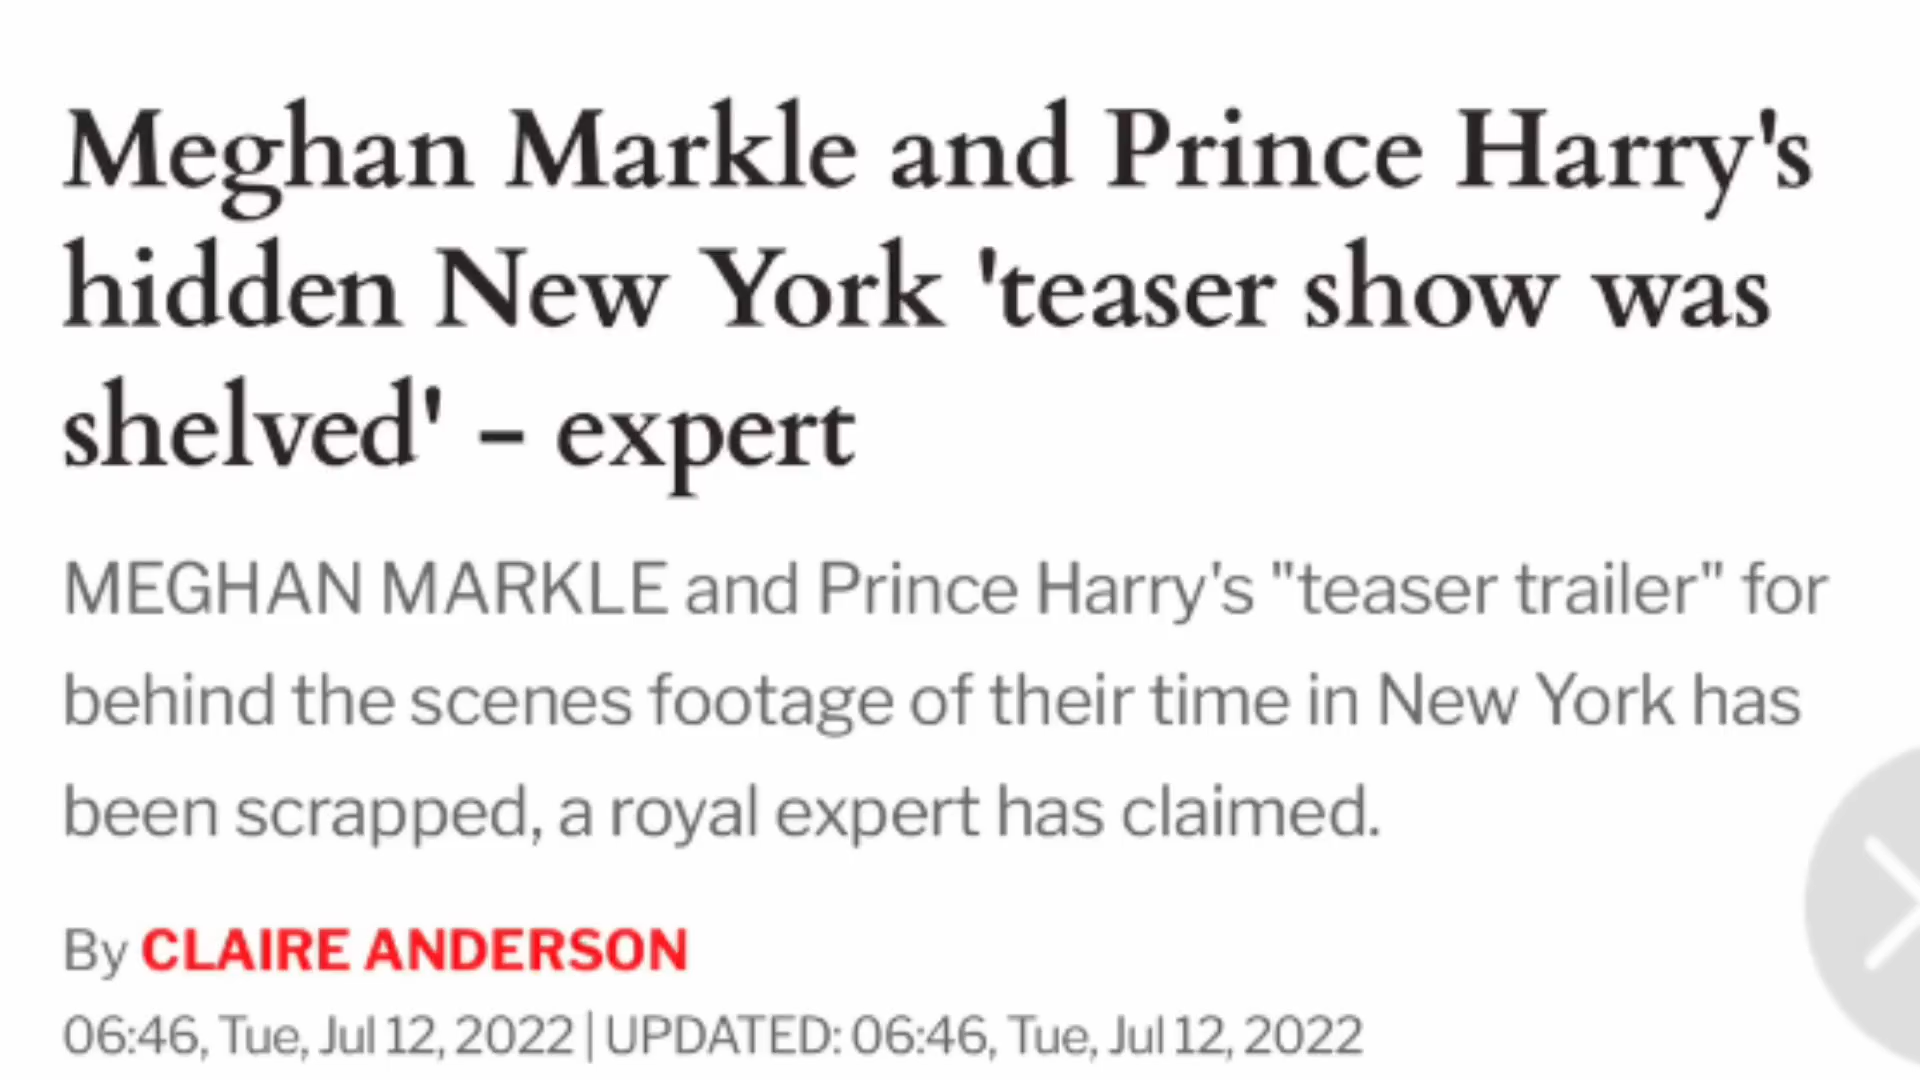 Meghan Markle and Prince Harry's
hidden New York 'teaser show was
shelved' - expert
MEGHAN MARKLE and Prince Harry's "teaser trailer" for
behind the scenes footage of their time in New York has
been scrapped, a royal expert has claimed.
By CLAIRE ANDERSON
06:46, Tue, Jul 12, 2022 | UPDATED: 06:46, Tue, Jul 12, 2022